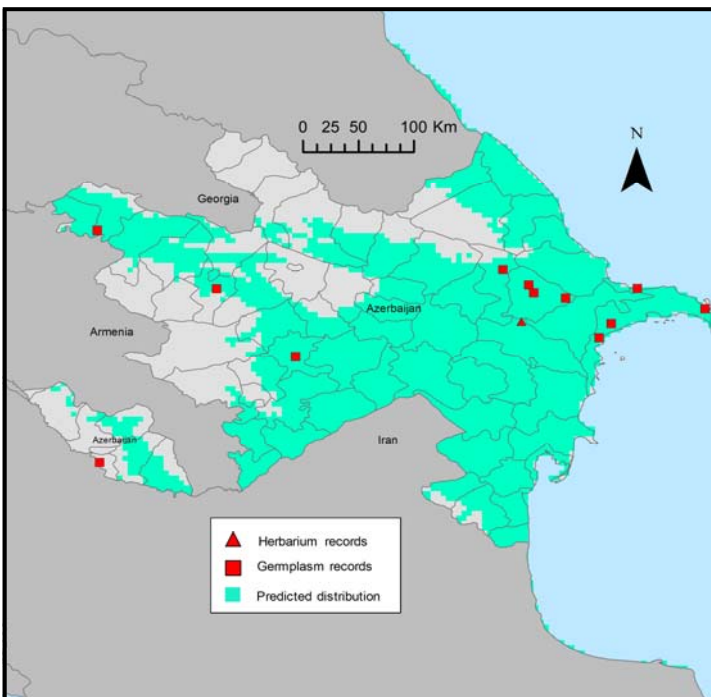 N
0 25 50 100 Km
Georgia
Azerbaijan
Armenia
Azerbaijan
Iran
Herbarium records
Germplasm records
Predicted distribution